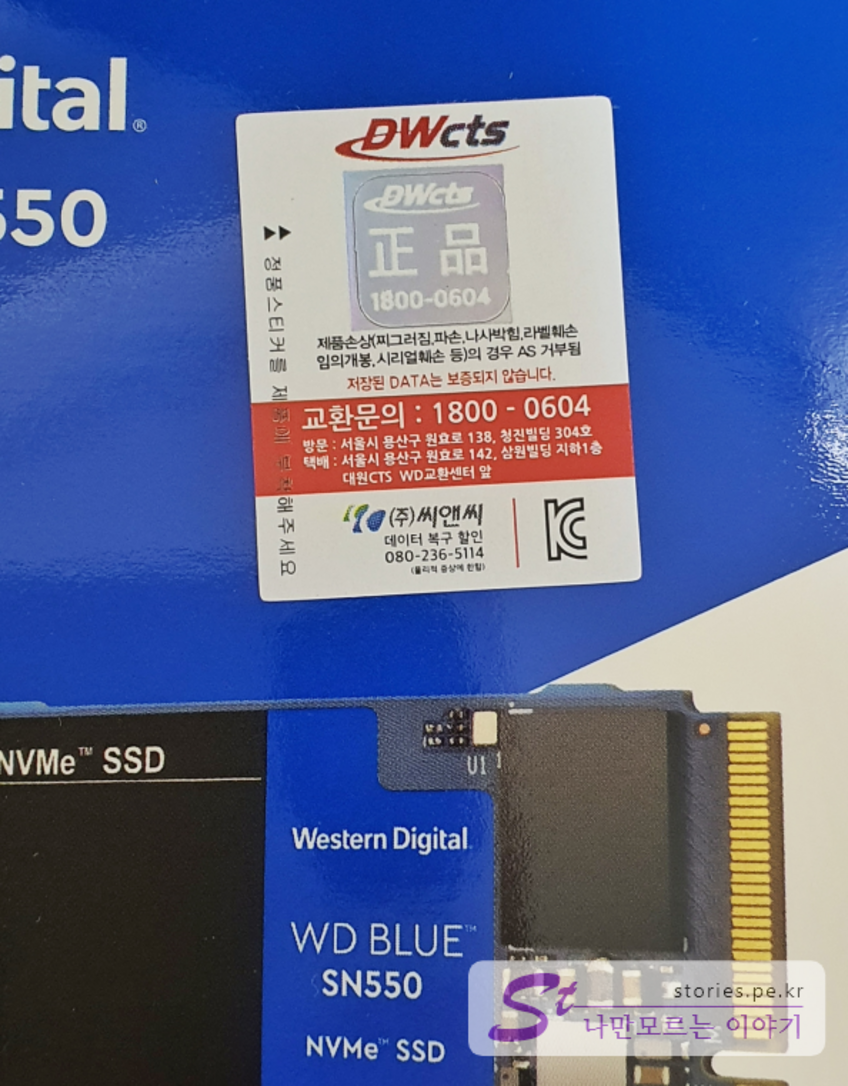 ital®
550
DWcts
DWcts
正品
1800-0604
▲▲ 정품스티커를 제품에 부착해주세요
제품손상(찌그러짐,파손,나사박힘,라벨훼손
임의개봉,시리얼훼손 등)의 경우 AS 거부됨
저장된 DATA는 보증되지 않습니다.
교환문의 : 1800 - 0604
방문 : 서울시 용산구 원효로 138, 청진빌딩 304호
택배 : 서울시 용산구 원효로 142, 삼원빌딩 지하1층
대원CTS WD교환센터 앞
(주)씨앤씨
데이터 복구 할인
080-236-5114
(물리적 증상에 한함)
KC
NVMe™ SSD
U1 1
Western Digital
WD BLUE™
SN550
NVMe™ SSD
St
stories.pe.kr
나만모르는 이야기